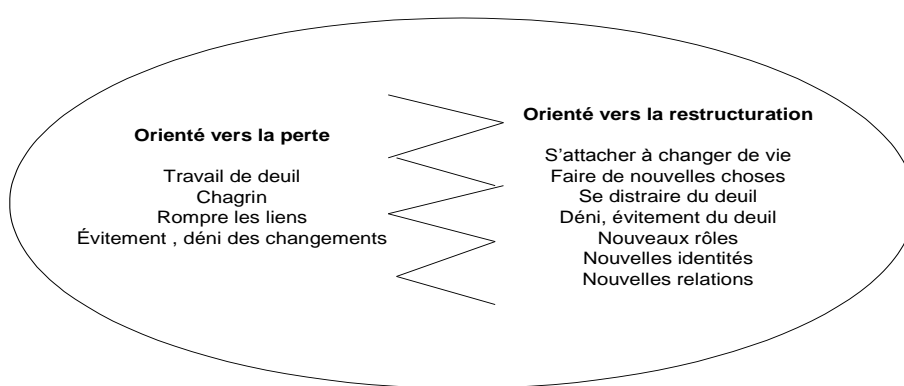 Orienté vers la perte
Travail de deuil
Chagrin
Rompre les liens
Évitement , déni des changements
Orienté vers la restructuration
S'attacher à changer de vie
Faire de nouvelles choses
Se distraire du deuil
Déni, évitement du deuil
Nouveaux rôles
Nouvelles identités
Nouvelles relations